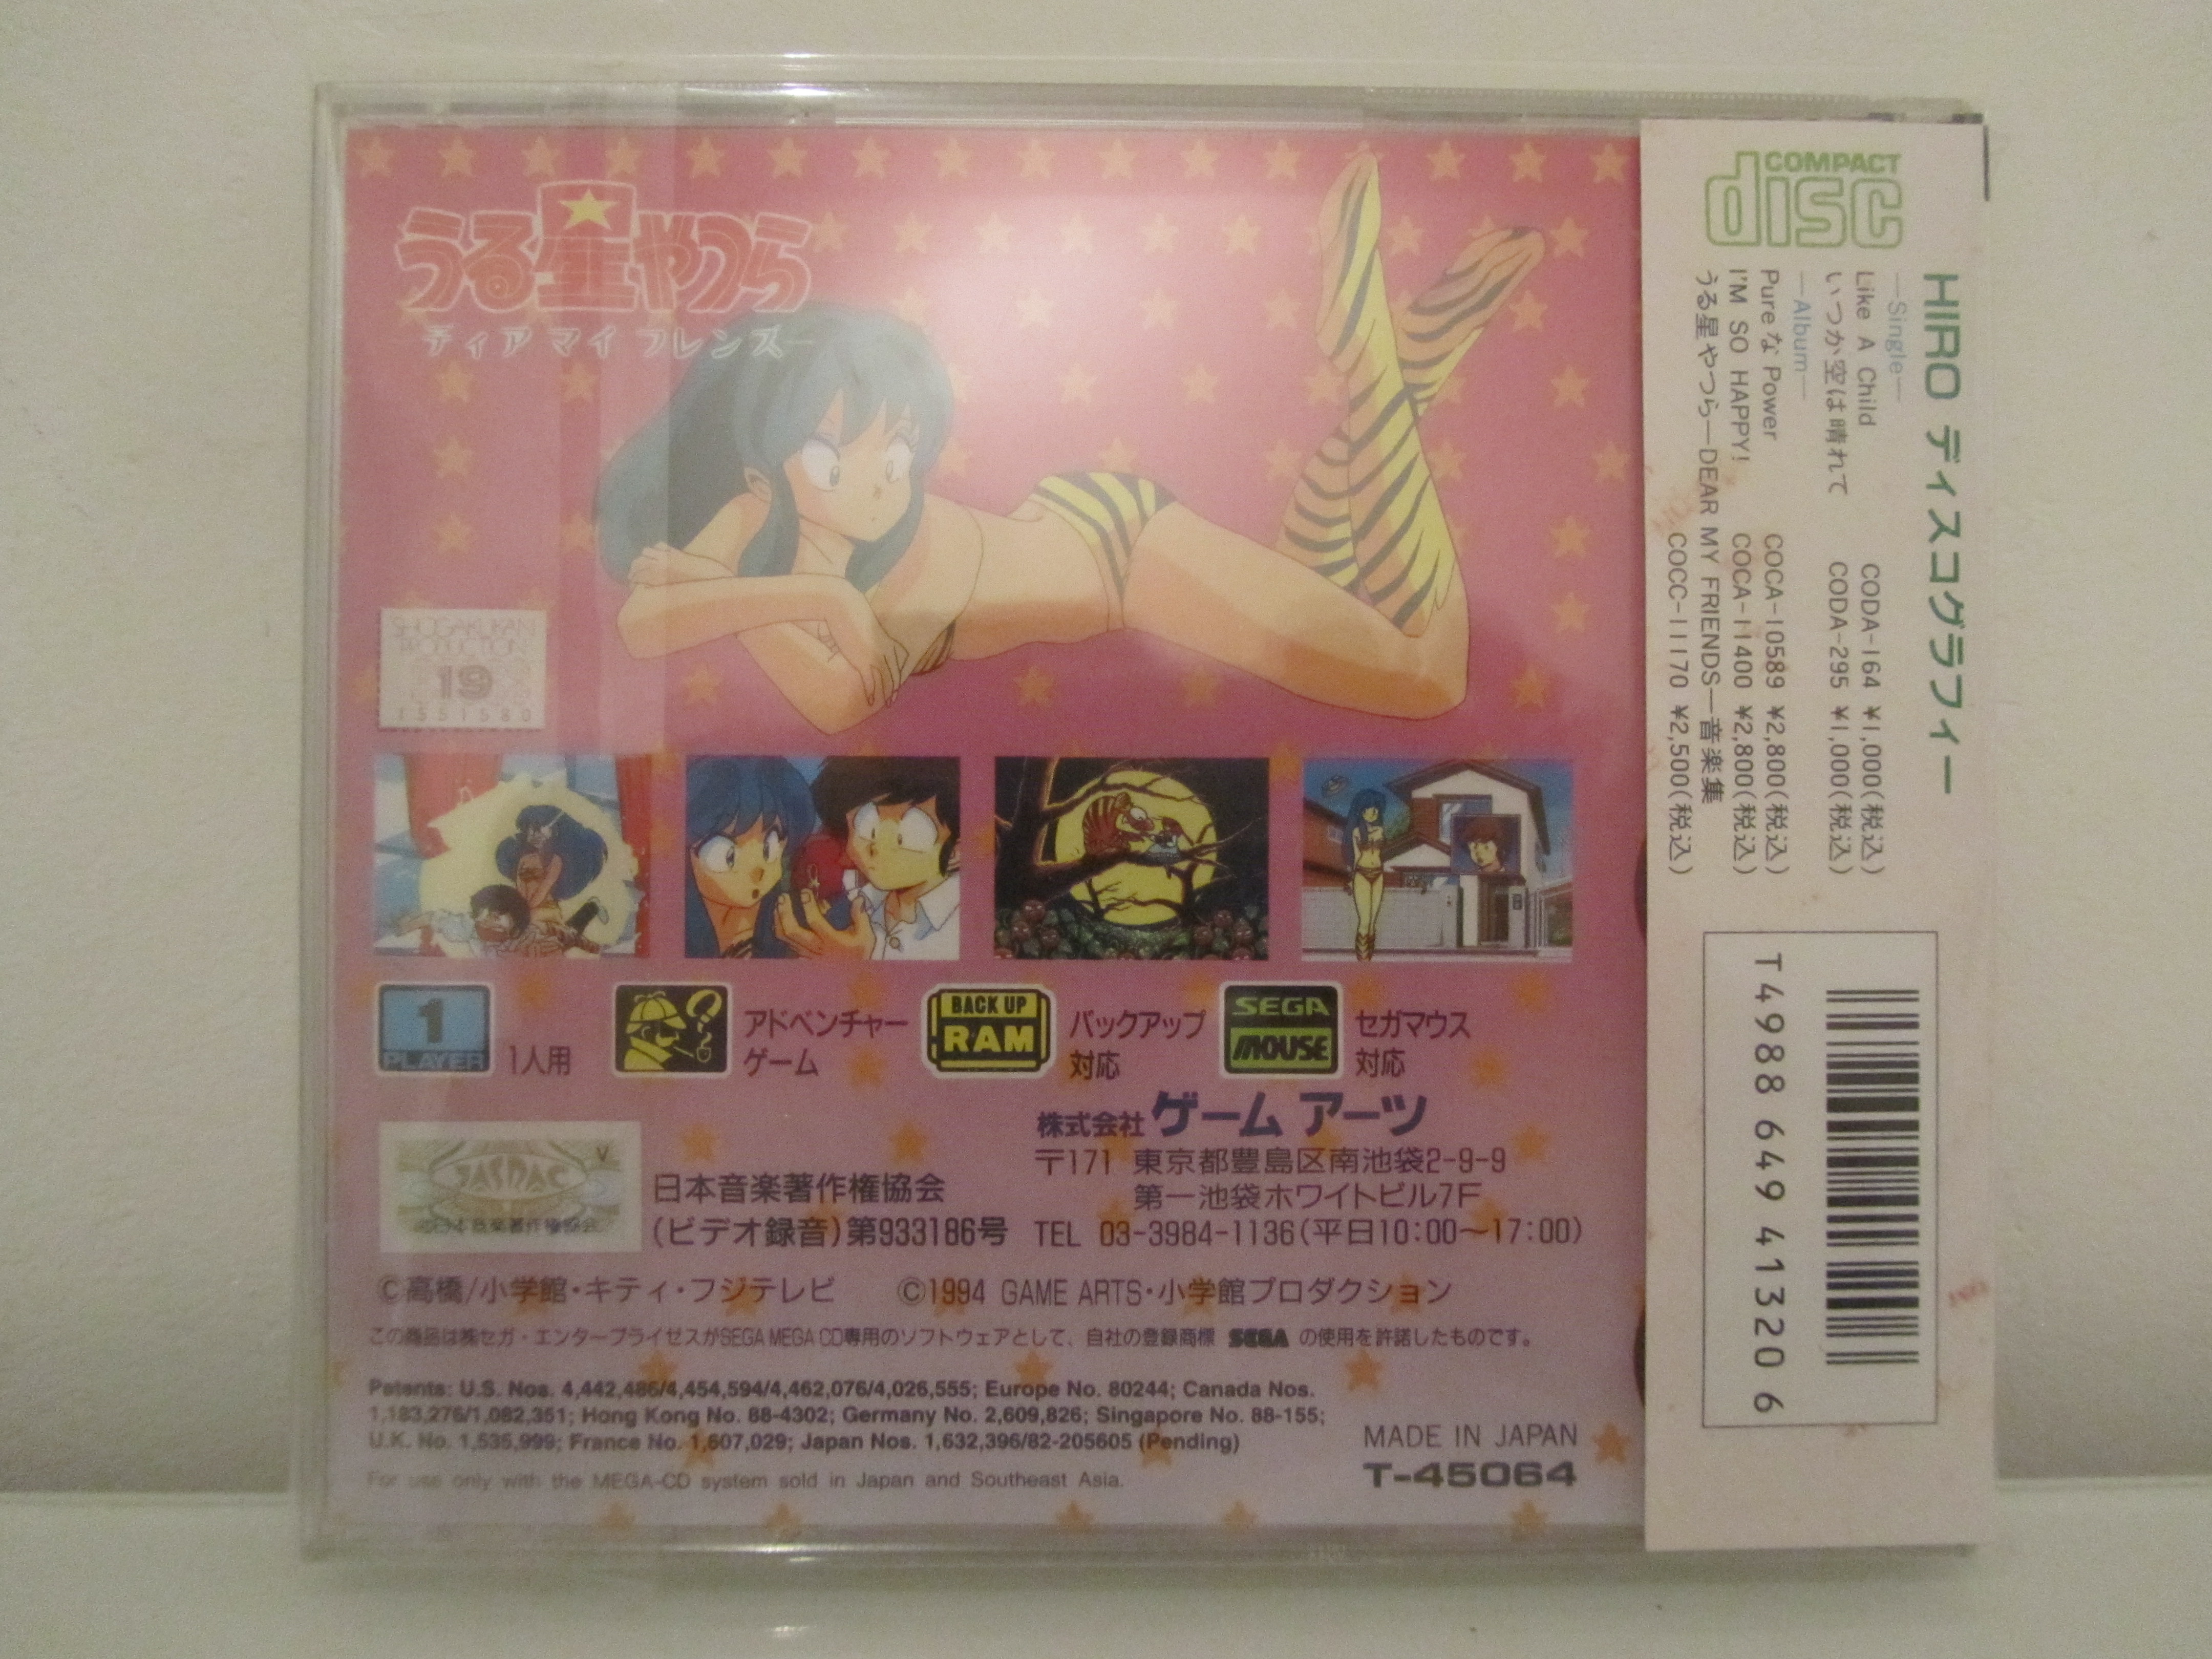 うる星やつら
ディア マイ フレンズ
SHOGAKUKAN
PRODUCTION
19
1551580
1
PLAYER
1人用
アドベンチャー
ゲーム
BACK UP
RAM
バックアップ
対応
SEGA
MOUSE
セガマウス
対応
JASRAC
V
日本音楽著作権協会
(ビデオ録音)第933186号
株式会社ゲームアーツ
〒171 東京都豊島区南池袋2-9-9
第一池袋ホワイトビル7F
TEL 03-3984-1136(平日10:00〜17:00)
©高橋/小学館・キティ・フジテレビ ©1994 GAME ARTS・小学館プロダクション
この商品は㈱セガ・エンタープライゼスがSEGA MEGA CD専用のソフトウェアとして、自社の登録商標 SEGA の使用を許諾したものです。
Patents: U.S. Nos. 4,442,486/4,454,594/4,462,076/4,026,555; Europe No. 80244; Canada Nos.
1,183,276/1,082,351; Hong Kong No. 88-4302; Germany No. 2,609,826; Singapore No. 88-155;
U.K. No. 1,535,999; France No. 1,607,029; Japan Nos. 1,632,396/82-205605 (Pending)
For use only with the MEGA-CD system sold in Japan and Southeast Asia.
MADE IN JAPAN
T-45064
COMPACT
disc
HIRO ディスコグラフィー
—Single—
Like A Child CODA-164 ¥1,000(税込)
いつか空は晴れて CODA-295 ¥1,000(税込)
—Album—
PureなPower COCA-10589 ¥2,800(税込)
I'M SO HAPPY! COCA-11400 ¥2,800(税込)
うる星やつら—DEAR MY FRIENDS—音楽集
COCC-11170 ¥2,500(税込)
T4988 649 41320 6